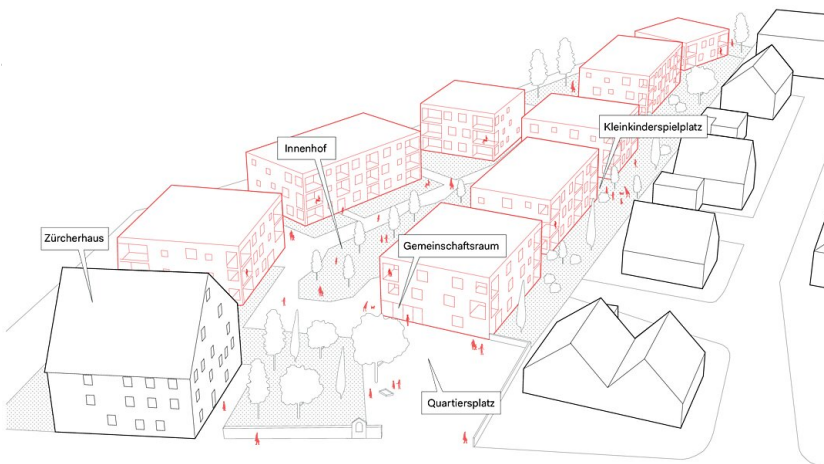 Innenhof
Kleinkinderspielplatz
Zürcherhaus
Gemeinschaftsraum
Quartiersplatz